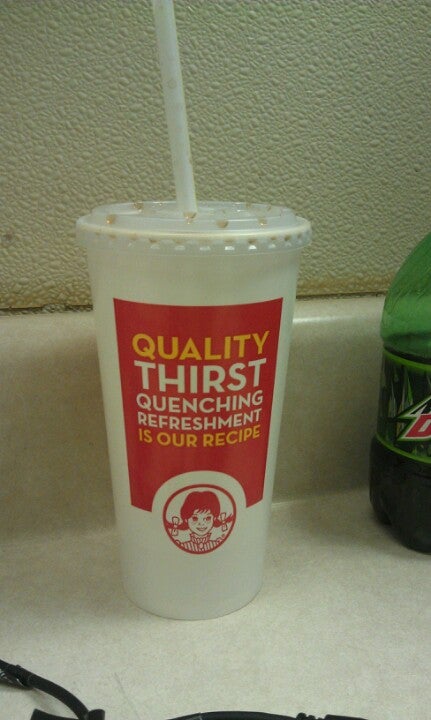 QUALITY
THIRST
QUENCHING
REFRESHMENT
IS OUR RECIPE